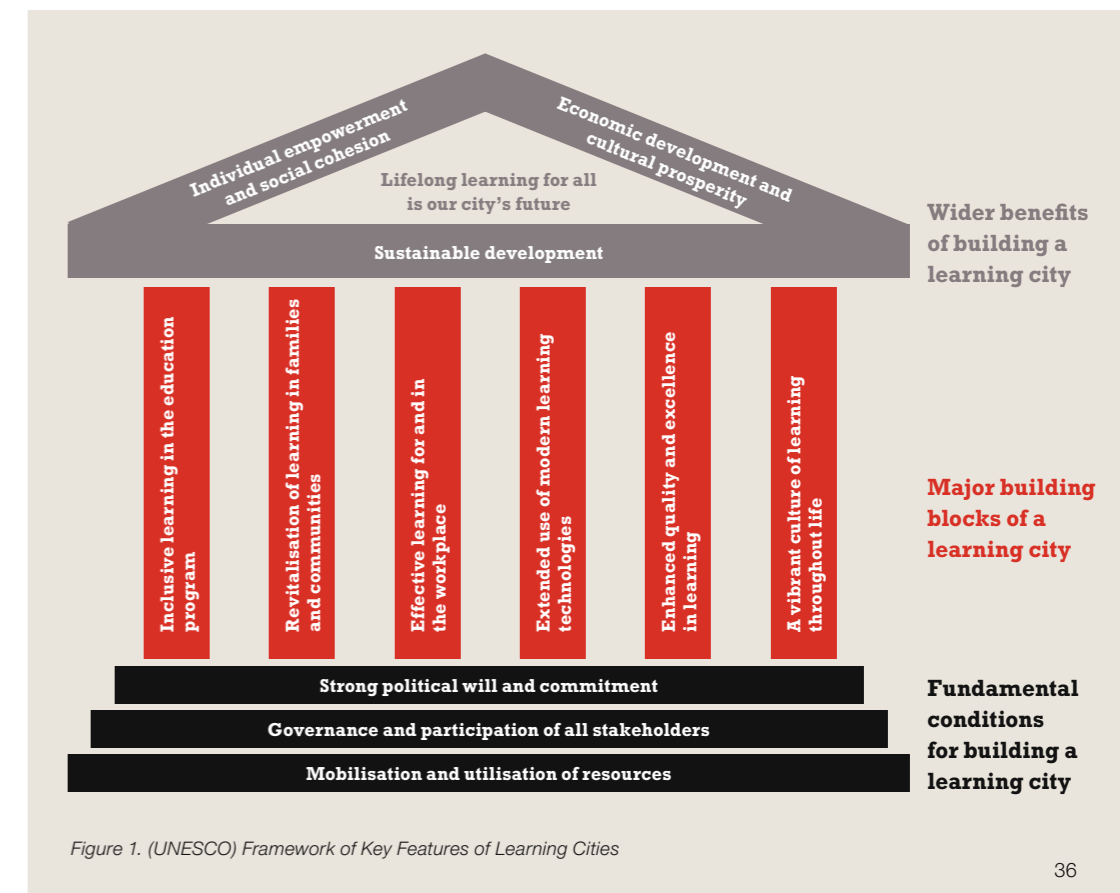 Individual empowerment
and social cohesion
Economic development and
cultural prosperity
Lifelong learning for all
is our city's future
Sustainable development
Wider benefits
of building a
learning city
Inclusive learning in the education
program
Revitalisation of learning in families
and communities
Effective learning for and in
the workplace
Extended use of modern learning
technologies
Enhanced quality and excellence
in learning
A vibrant culture of learning
throughout life
Major building
blocks of a
learning city
Strong political will and commitment
Governance and participation of all stakeholders
Mobilisation and utilisation of resources
Fundamental
conditions
for building a
learning city
Figure 1. (UNESCO) Framework of Key Features of Learning Cities
36